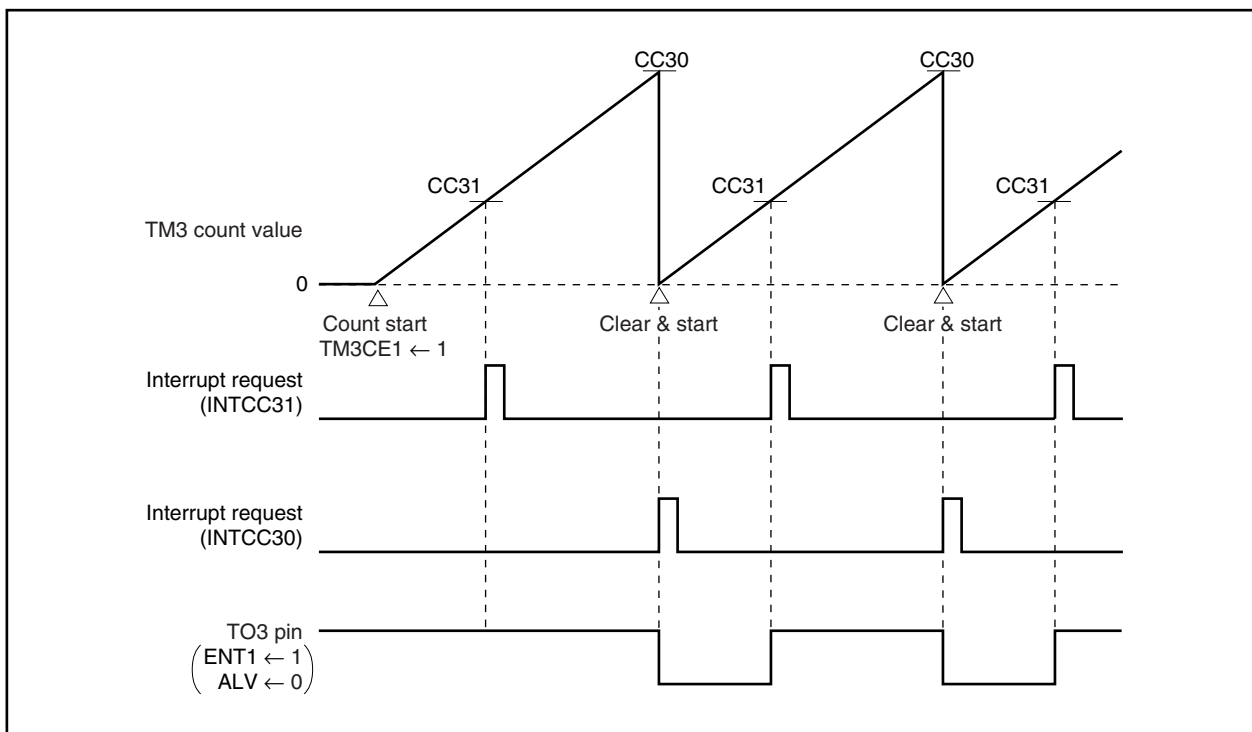 CC30
CC30
CC31
CC31
CC31
TM3 count value
0
Count start
TM3CE1 ← 1
Clear & start
Clear & start
Interrupt request
(INTCC31)
Interrupt request
(INTCC30)
TO3 pin
(ENT1 ← 1
ALV ← 0)